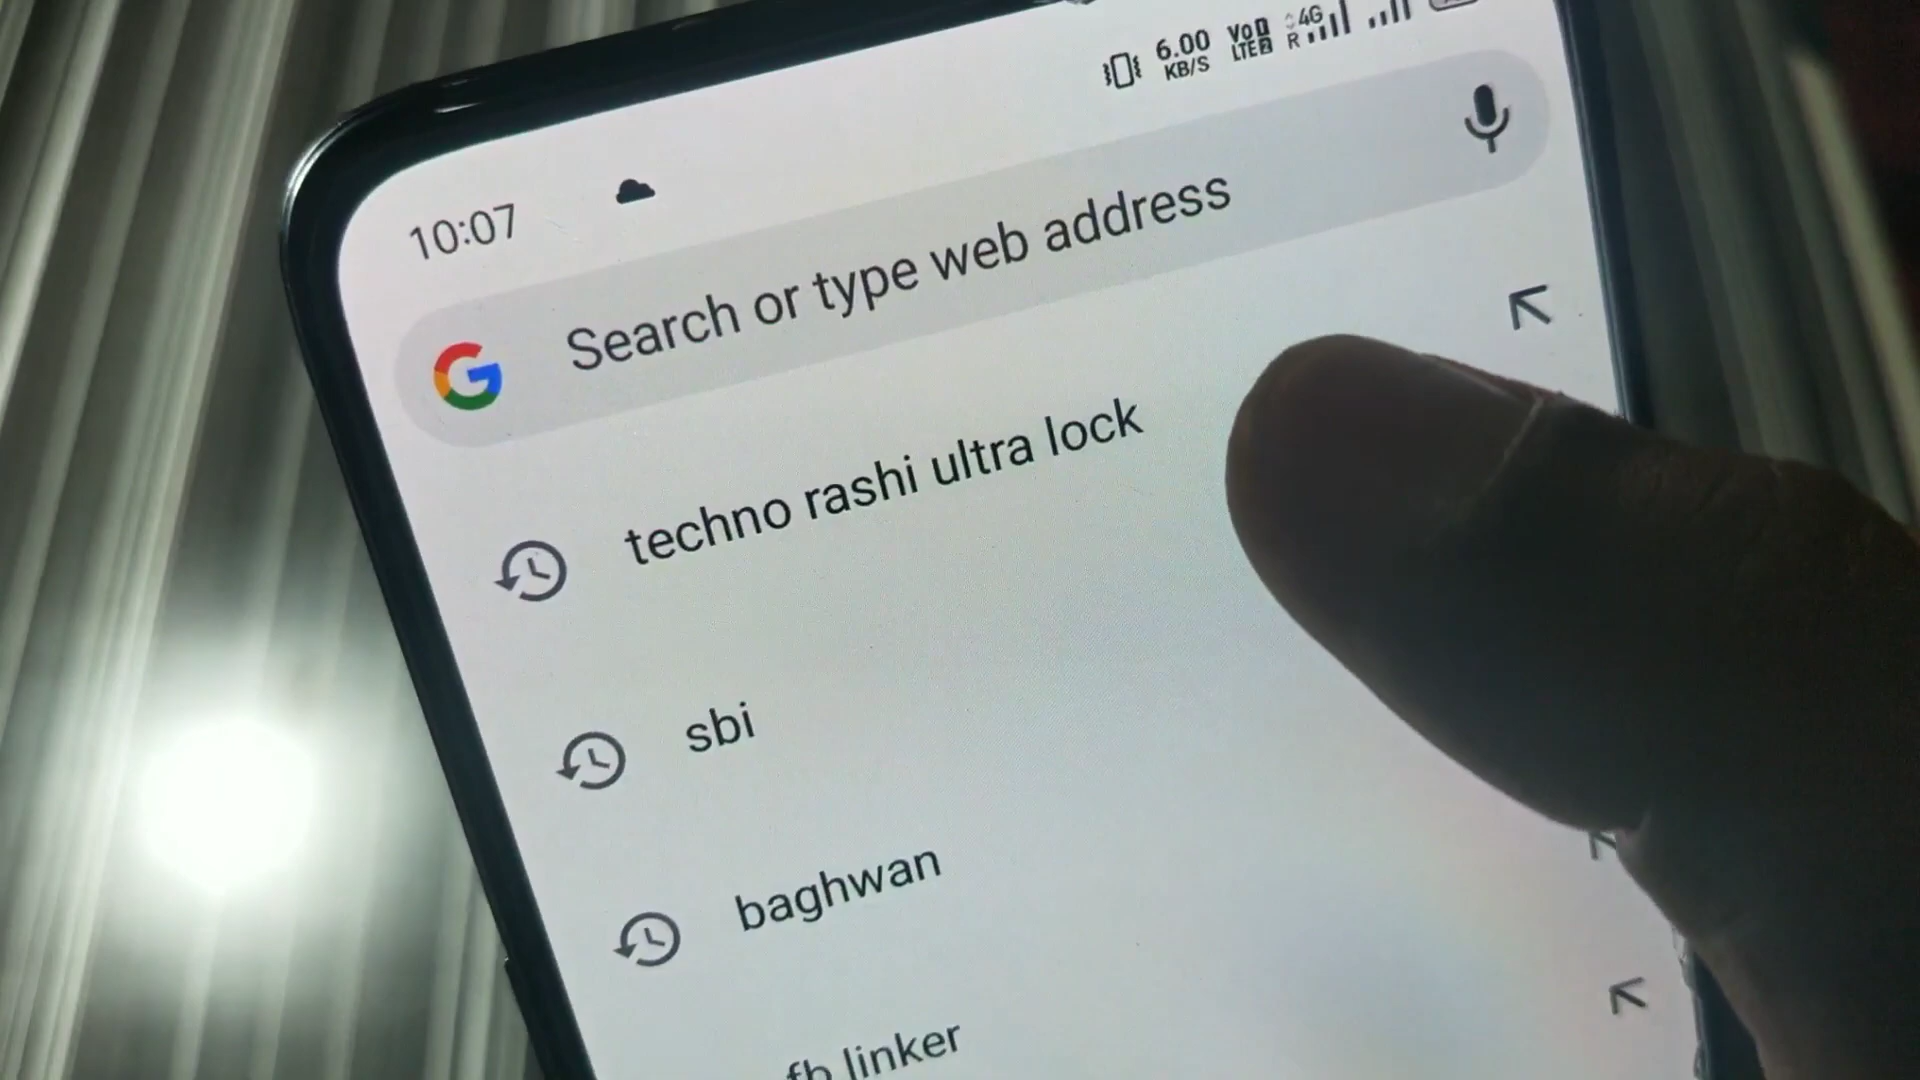 10:07
6.00
KB/S
Vo
LTE2
4G
R
Search or type web address
techno rashi ultra lock
sbi
baghwan
fb linker